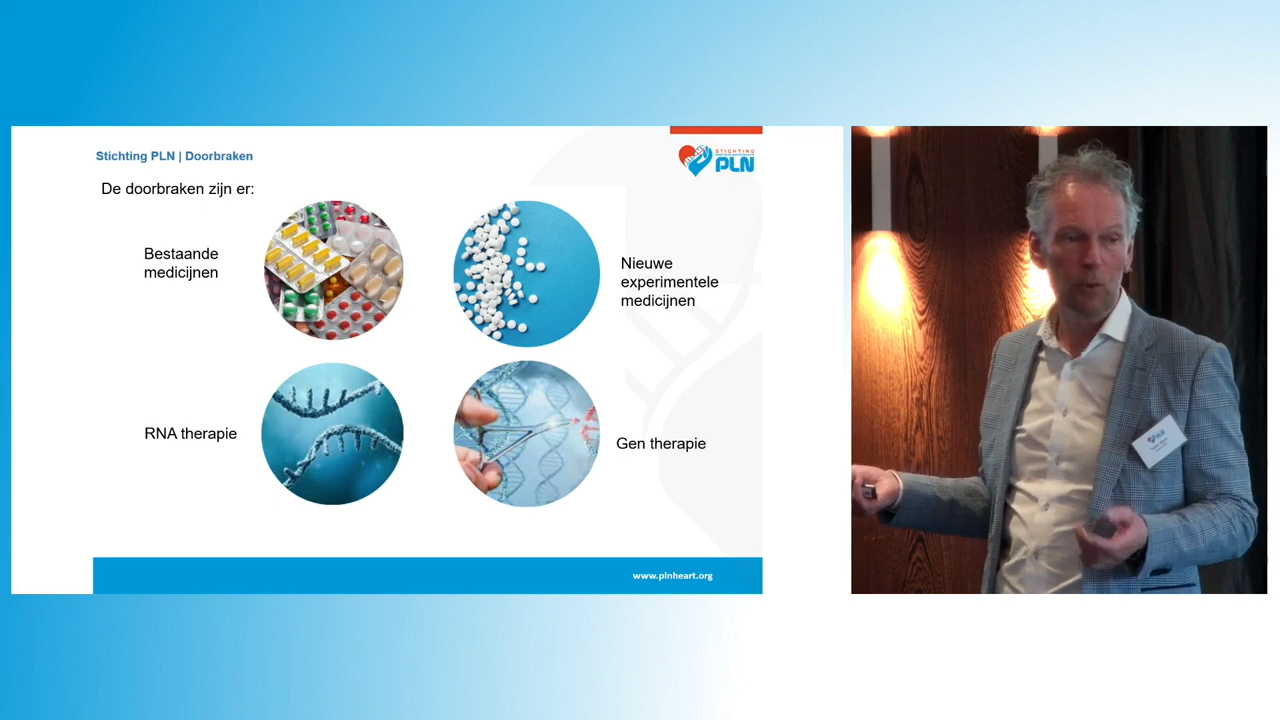 Stichting PLN | Doorbraken
De doorbraken zijn er:
STICHTING
PLN
Bestaande
medicijnen
Nieuwe
experimentele
medicijnen
RNA therapie
Gen therapie
www.plnheart.org
PLN